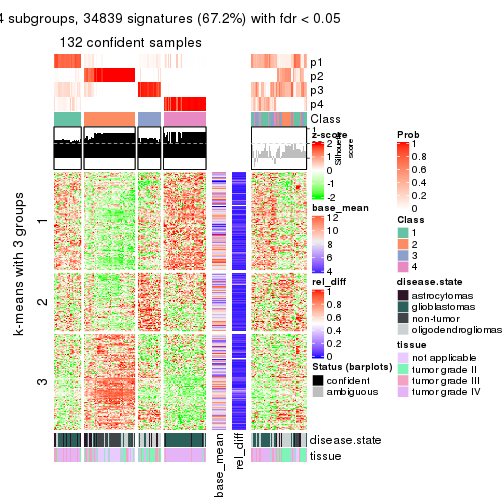 4 subgroups, 34839 signatures (67.2%) with fdr < 0.05
132 confident samples
p1
p2
p3
p4
Class
Silhouette
score
1
k-means with 3 groups
1
2
3
z-score
2
1
0
-1
-2
base_mean
12
10
8
6
4
rel_diff
1
0.8
0.6
0.4
0.2
0
Status (barplots)
confident
ambiguous
Prob
1
0.8
0.6
0.4
0.2
0
Class
1
2
3
4
disease.state
astrocytomas
glioblastomas
non-tumor
oligodendrogliomas
tissue
not applicable
tumor grade II
tumor grade III
tumor grade IV
disease.state
tissue
base_mean
rel_diff